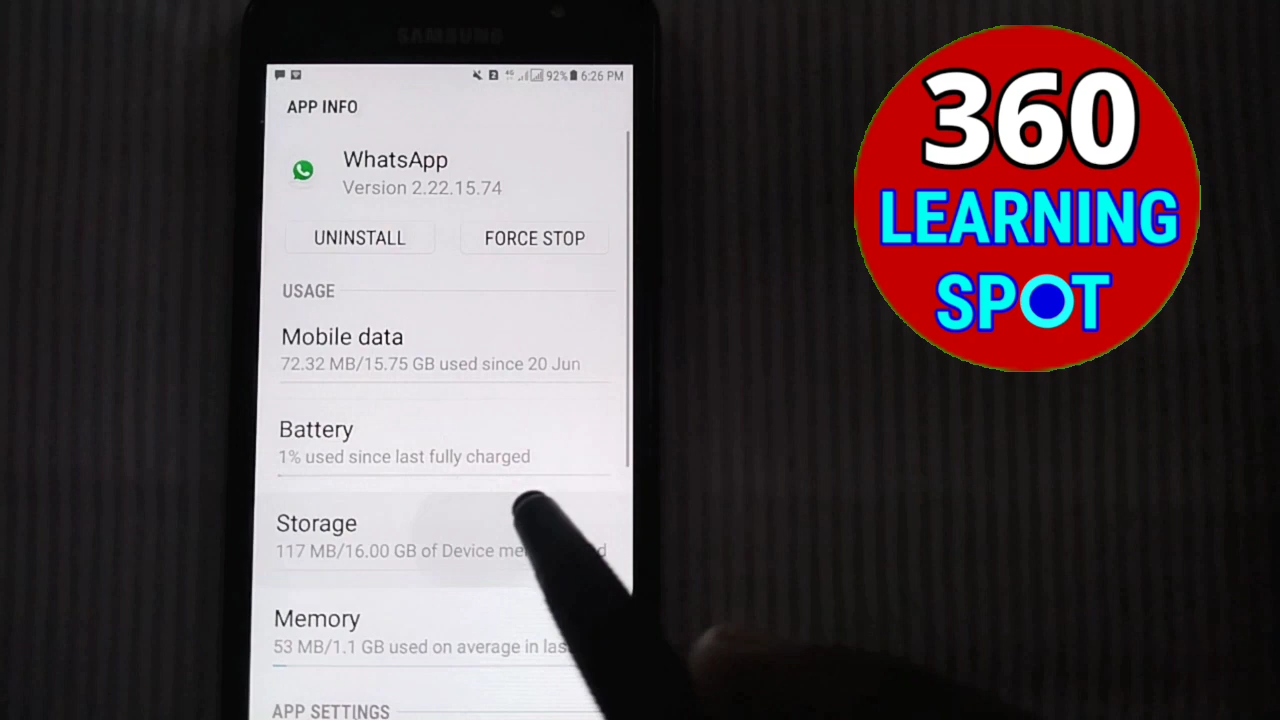 SAMSUNG
4G 92% 6:26 PM
APP INFO
WhatsApp
Version 2.22.15.74
UNINSTALL FORCE STOP
USAGE
Mobile data
72.32 MB/15.75 GB used since 20 Jun
Battery
1% used since last fully charged
Storage
117 MB/16.00 GB of Device
Memory
53 MB/1.1 GB used on average in
APP SETTINGS
360
LEARNING
SPOT